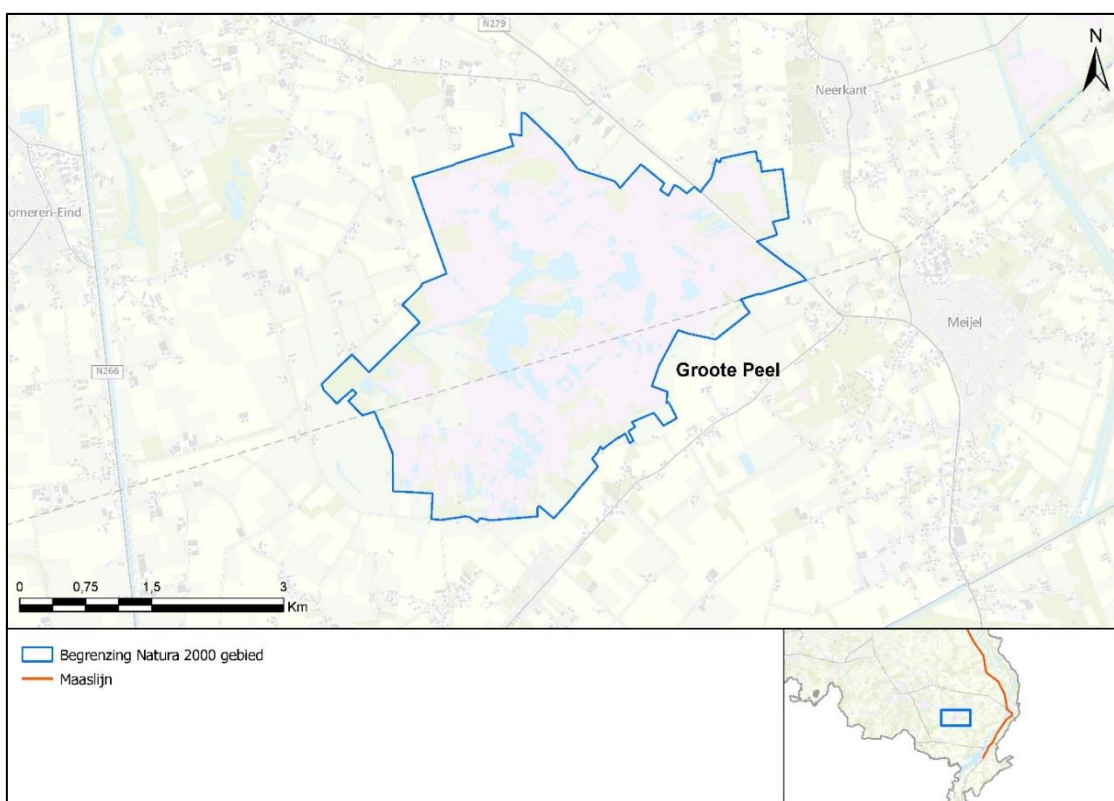 N279
N
Neerkant
omeren-Eind
Meijel
N266
Groote Peel
0 0,75 1,5 3
Km
Begrenzing Natura 2000 gebied
Maaslijn